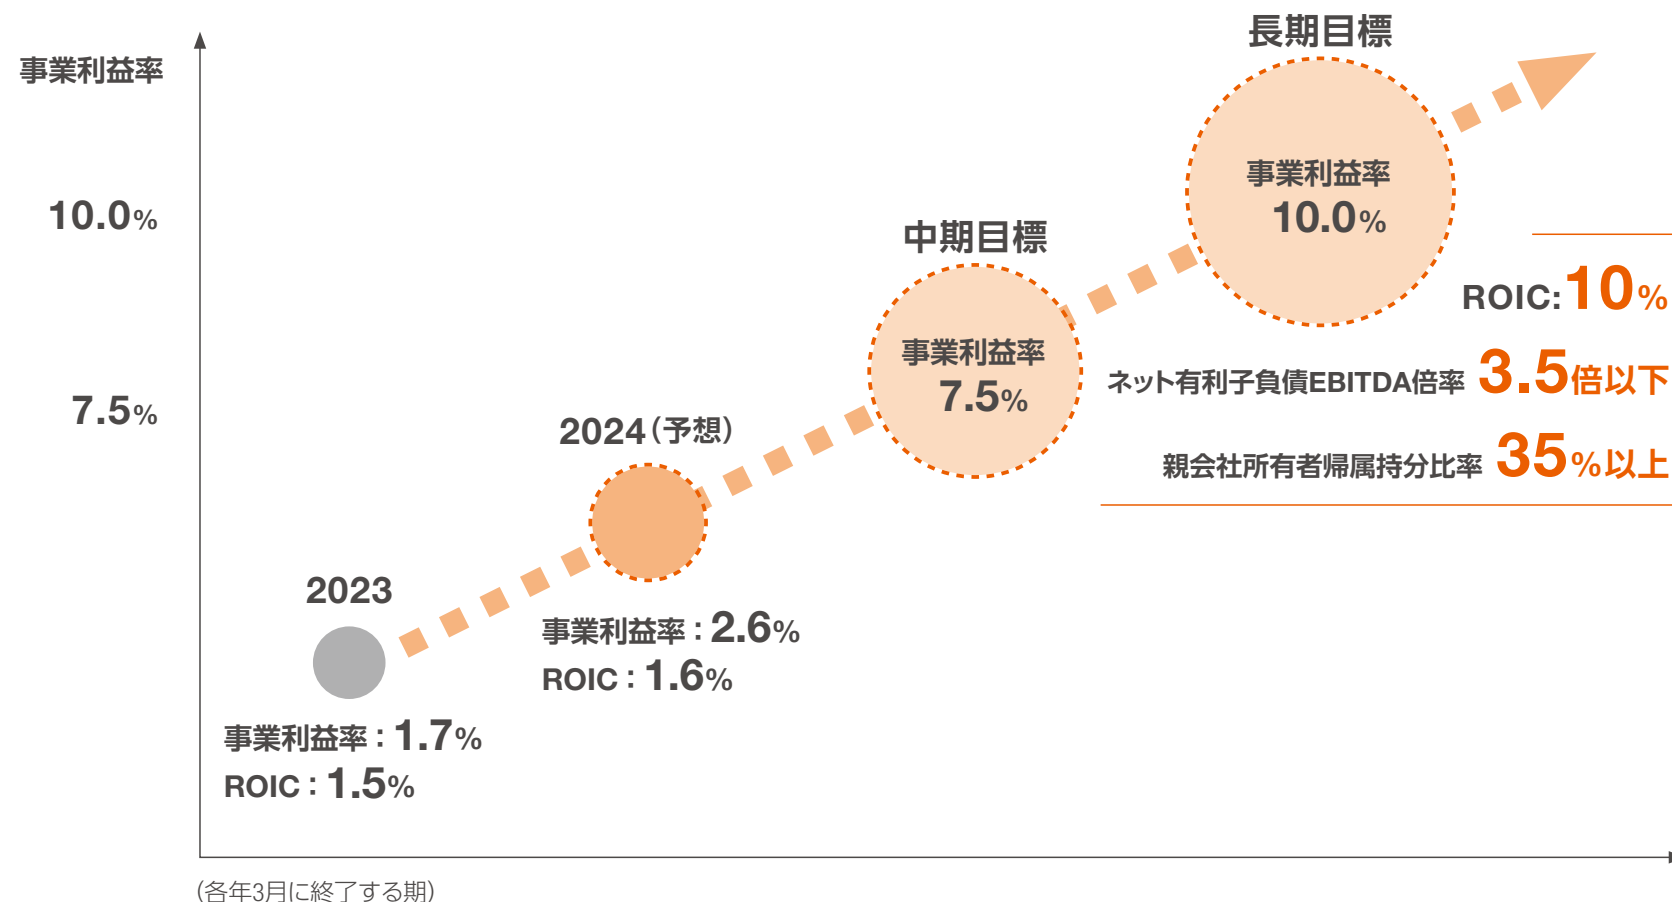 事業利益率
10.0%
7.5%
2023
事業利益率：1.7%
ROIC：1.5%
2024（予想）
事業利益率：2.6%
ROIC：1.6%
中期目標
事業利益率
7.5%
長期目標
事業利益率
10.0%
ROIC:10%
ネット有利子負債EBITDA倍率 3.5倍以下
親会社所有者帰属持分比率 35%以上
（各年3月に終了する期）